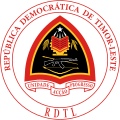 REPÚBLICA DEMOCRÁTICA DE TIMOR-LESTE
UNIDADE ACÇÃO PROGRESSO
RDTL